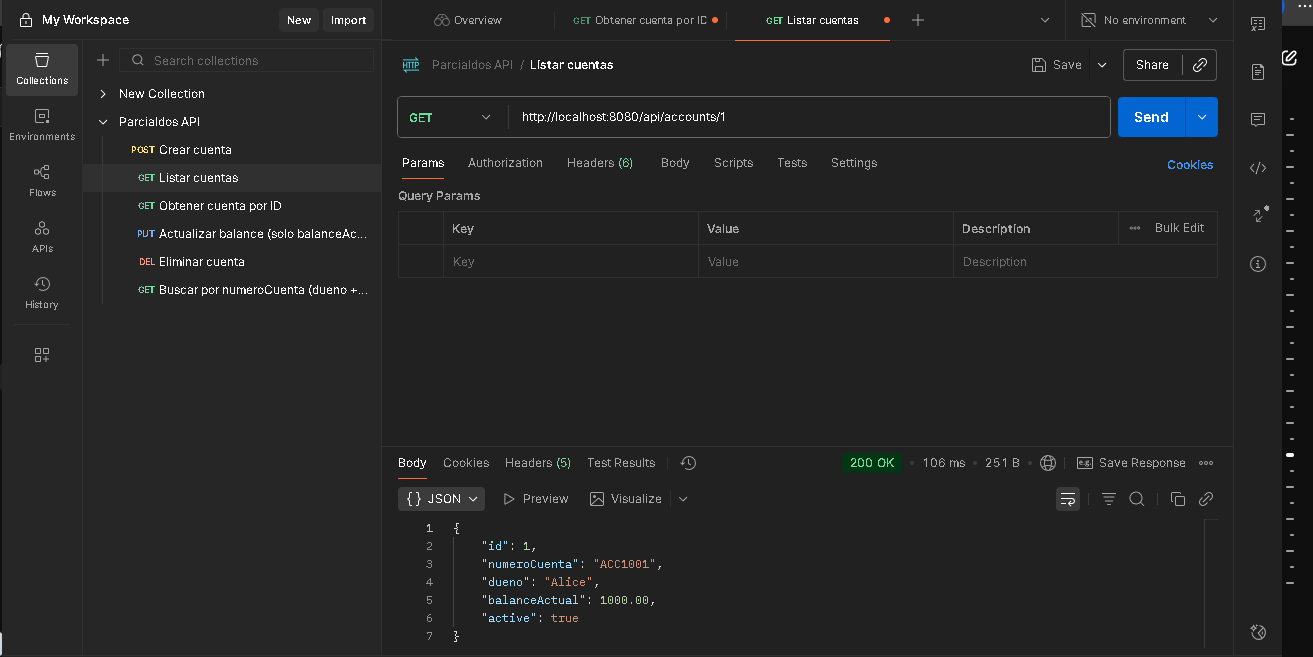 My Workspace
New
Import
Overview
GET Obtener cuenta por ID
GET Listar cuentas
No environment
Collections
Environments
Flows
APIs
History
Search collections
New Collection
Parcialdos API
POST Crear cuenta
GET Listar cuentas
GET Obtener cuenta por ID
PUT Actualizar balance (solo balanceAc...
DEL Eliminar cuenta
GET Buscar por numeroCuenta (dueno +...
HTTP Parcialdos API / Listar cuentas
Save
Share
GET
http://localhost:8080/api/accounts/1
Send
Params Authorization Headers (6) Body Scripts Tests Settings
Cookies
Query Params
Key Value Description ••• Bulk Edit
Key Value Description
Body Cookies Headers (5) Test Results
200 OK • 106 ms • 251 B
e.g. Save Response •••
{} JSON Preview Visualize
1 {
2 "id": 1,
3 "numeroCuenta": "ACC1001",
4 "dueno": "Alice",
5 "balanceActual": 1000.00,
6 "active": true
7 }